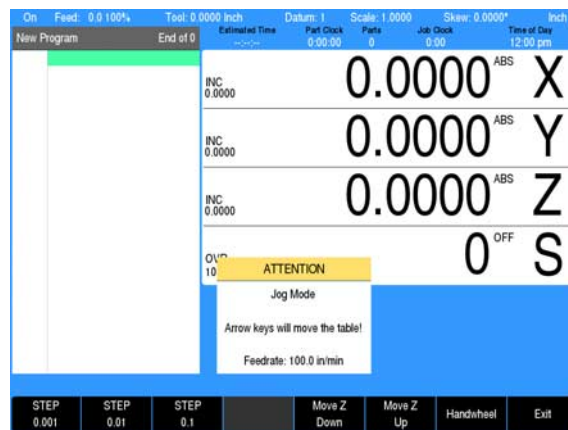 On Feed: 0.0 100% Tool: 0.0000 Inch Datum: 1 Scale: 1.0000 Skew: 0.0000° Inch
New Program End of 0
Estimated Time Part Clock Parts Job Clock Time of Day
--:--:-- 0:00:00 0 0:00 12:00 pm
INC 0.0000 0.0000 ABS X
INC 0.0000 0.0000 ABS Y
INC 0.0000 0.0000 ABS Z
0 OFF S
10
ATTENTION
Jog Mode
Arrow keys will move the table!
Feedrate: 100.0 in/min
STEP 0.001 STEP 0.01 STEP 0.1 Move Z Down Move Z Up Handwheel Exit